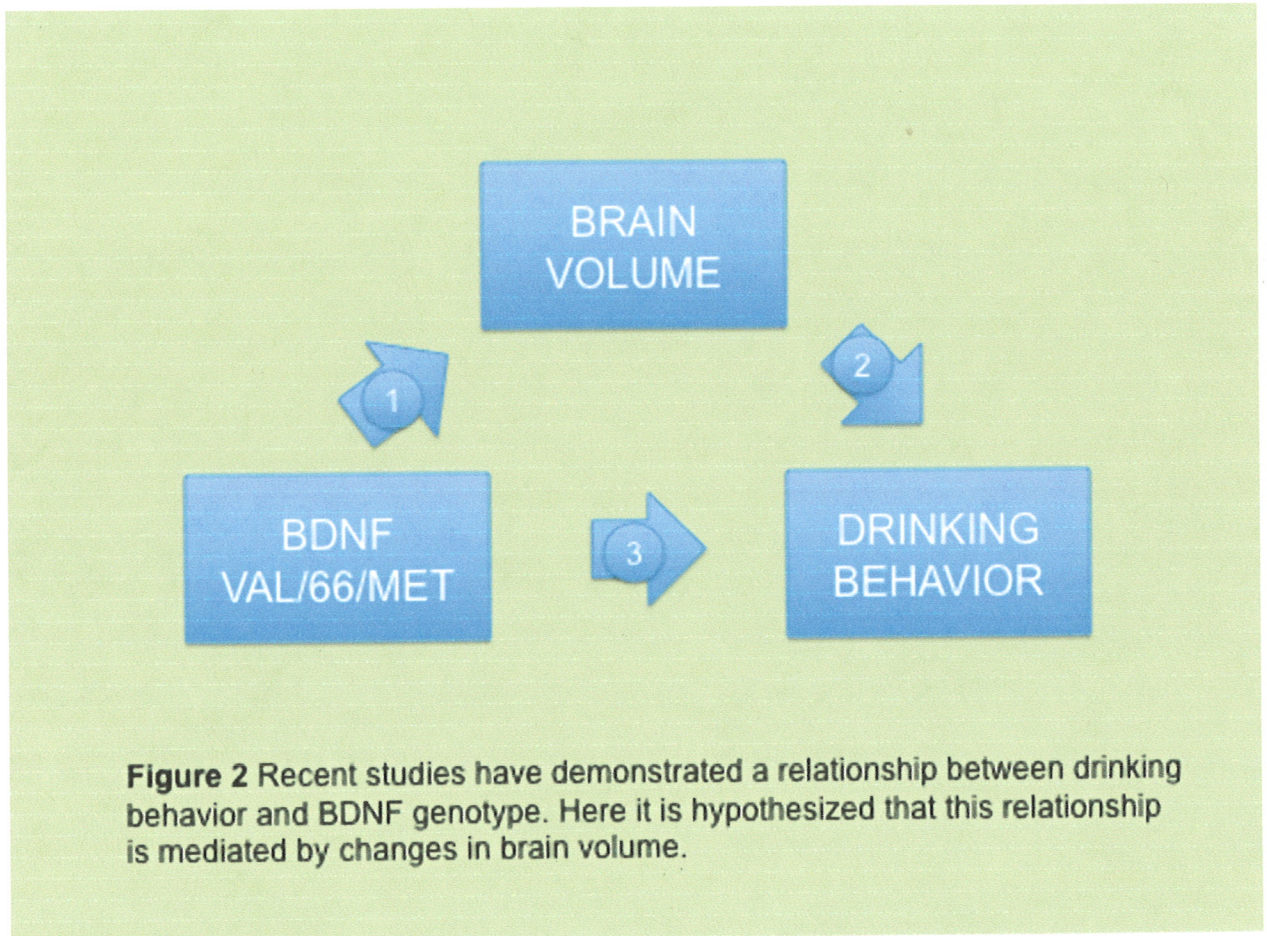 BRAIN
VOLUME
1
2
BDNF
VAL/66/MET
3
DRINKING
BEHAVIOR
Figure 2 Recent studies have demonstrated a relationship between drinking
behavior and BDNF genotype. Here it is hypothesized that this relationship
is mediated by changes in brain volume.